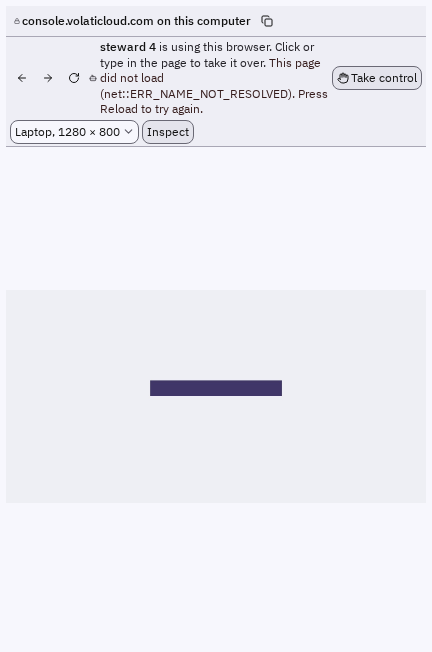 console.volaticloud.com on this computer
steward 4 is using this browser. Click or
type in the page to take it over. This page
did not load
(net::ERR_NAME_NOT_RESOLVED). Press
Reload to try again.
Take control
Laptop, 1280 × 800
Inspect